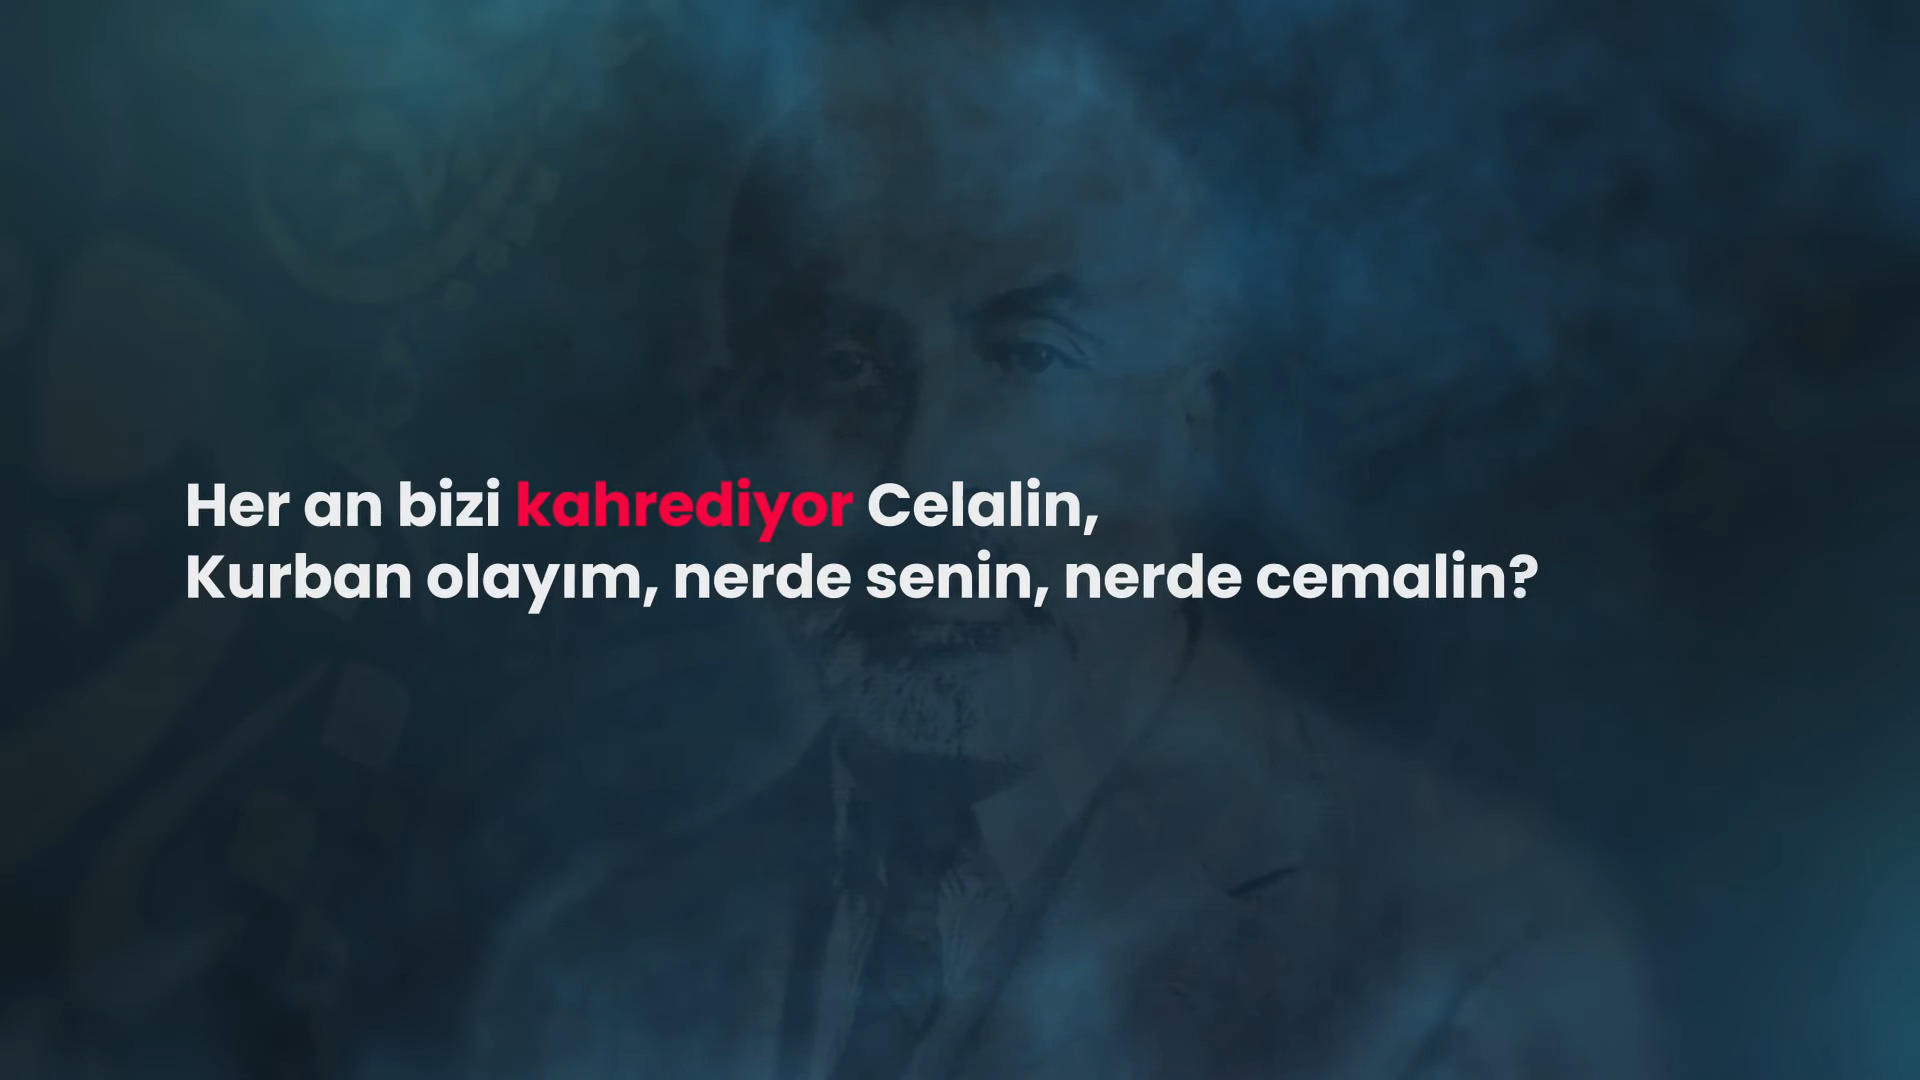 Her an bizi kahrediyor Celalin,
Kurban olayım, nerde senin, nerde cemalin?